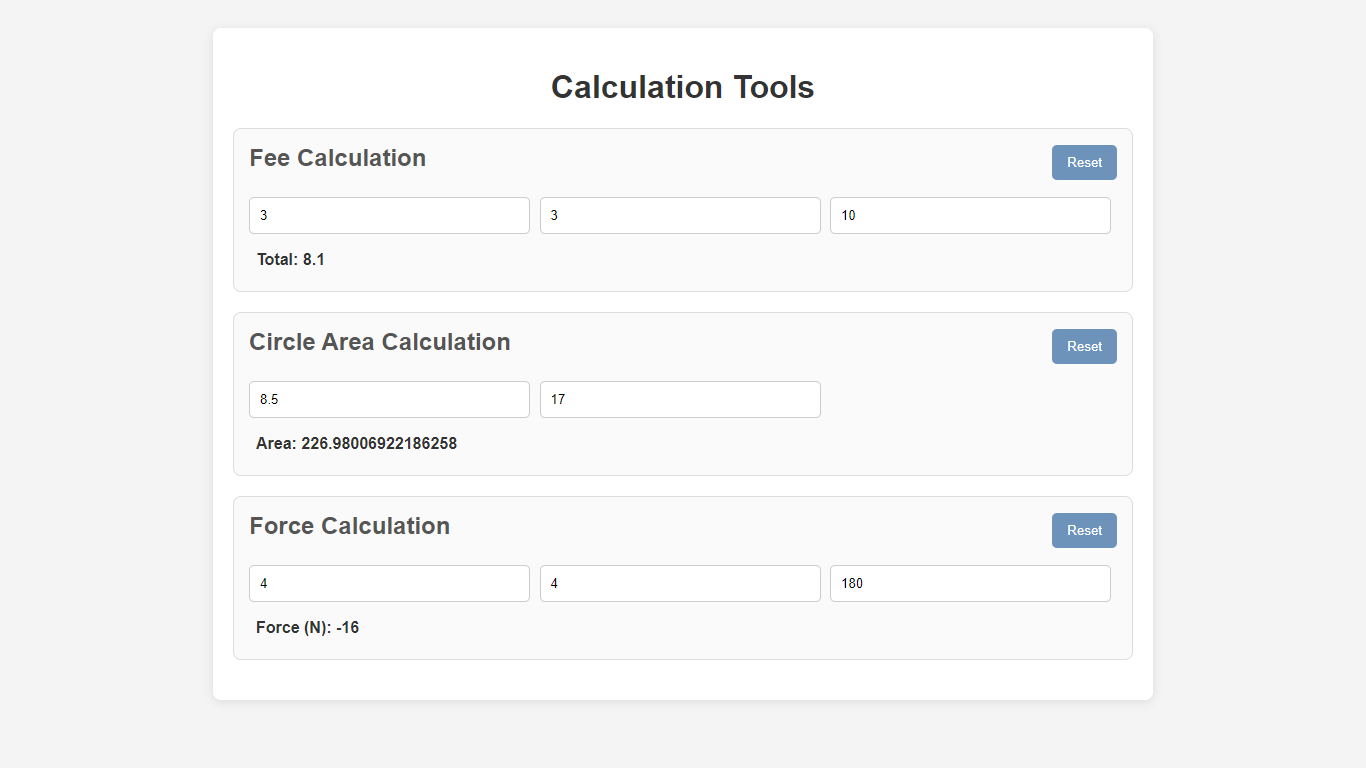 Calculation Tools
Fee Calculation
Reset
3 3 10
Total: 8.1
Circle Area Calculation
Reset
8.5 17
Area: 226.98006922186258
Force Calculation
Reset
4 4 180
Force (N): -16